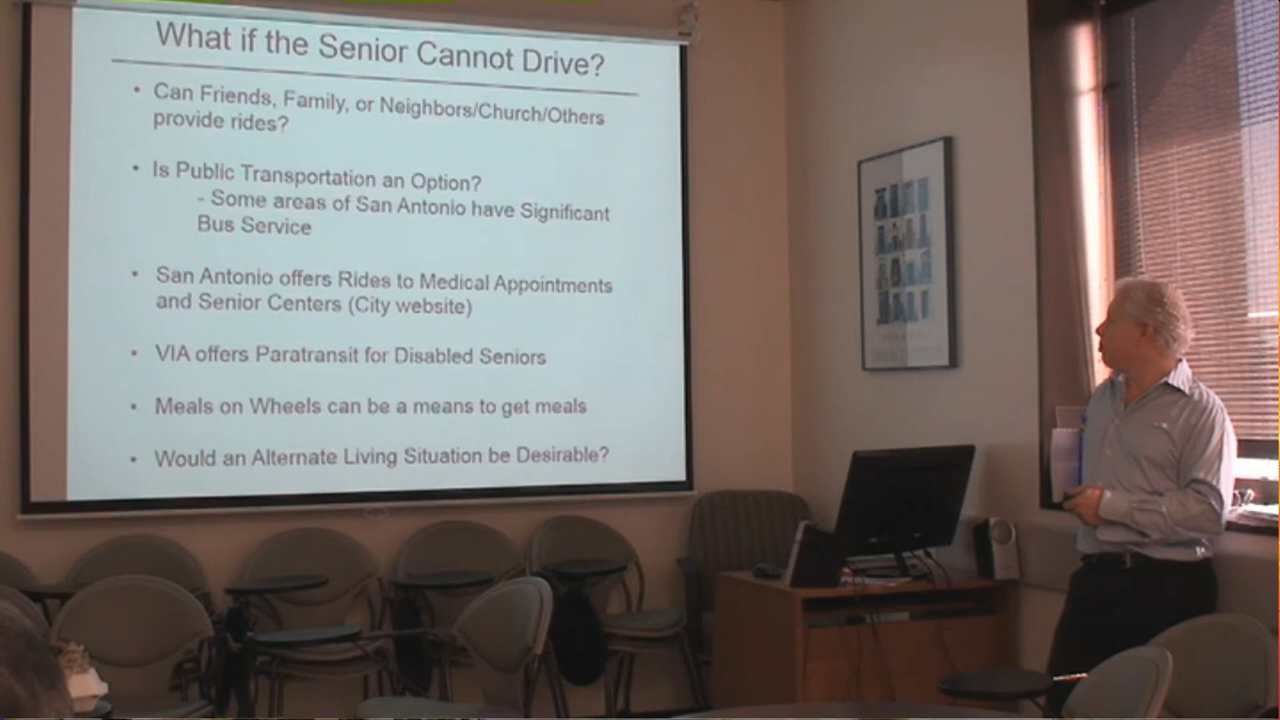 What if the Senior Cannot Drive?
• Can Friends, Family, or Neighbors/Church/Others
provide rides?
• Is Public Transportation an Option?
- Some areas of San Antonio have Significant
Bus Service
• San Antonio offers Rides to Medical Appointments
and Senior Centers (City website)
• VIA offers Paratransit for Disabled Seniors
• Meals on Wheels can be a means to get meals
• Would an Alternate Living Situation be Desirable?